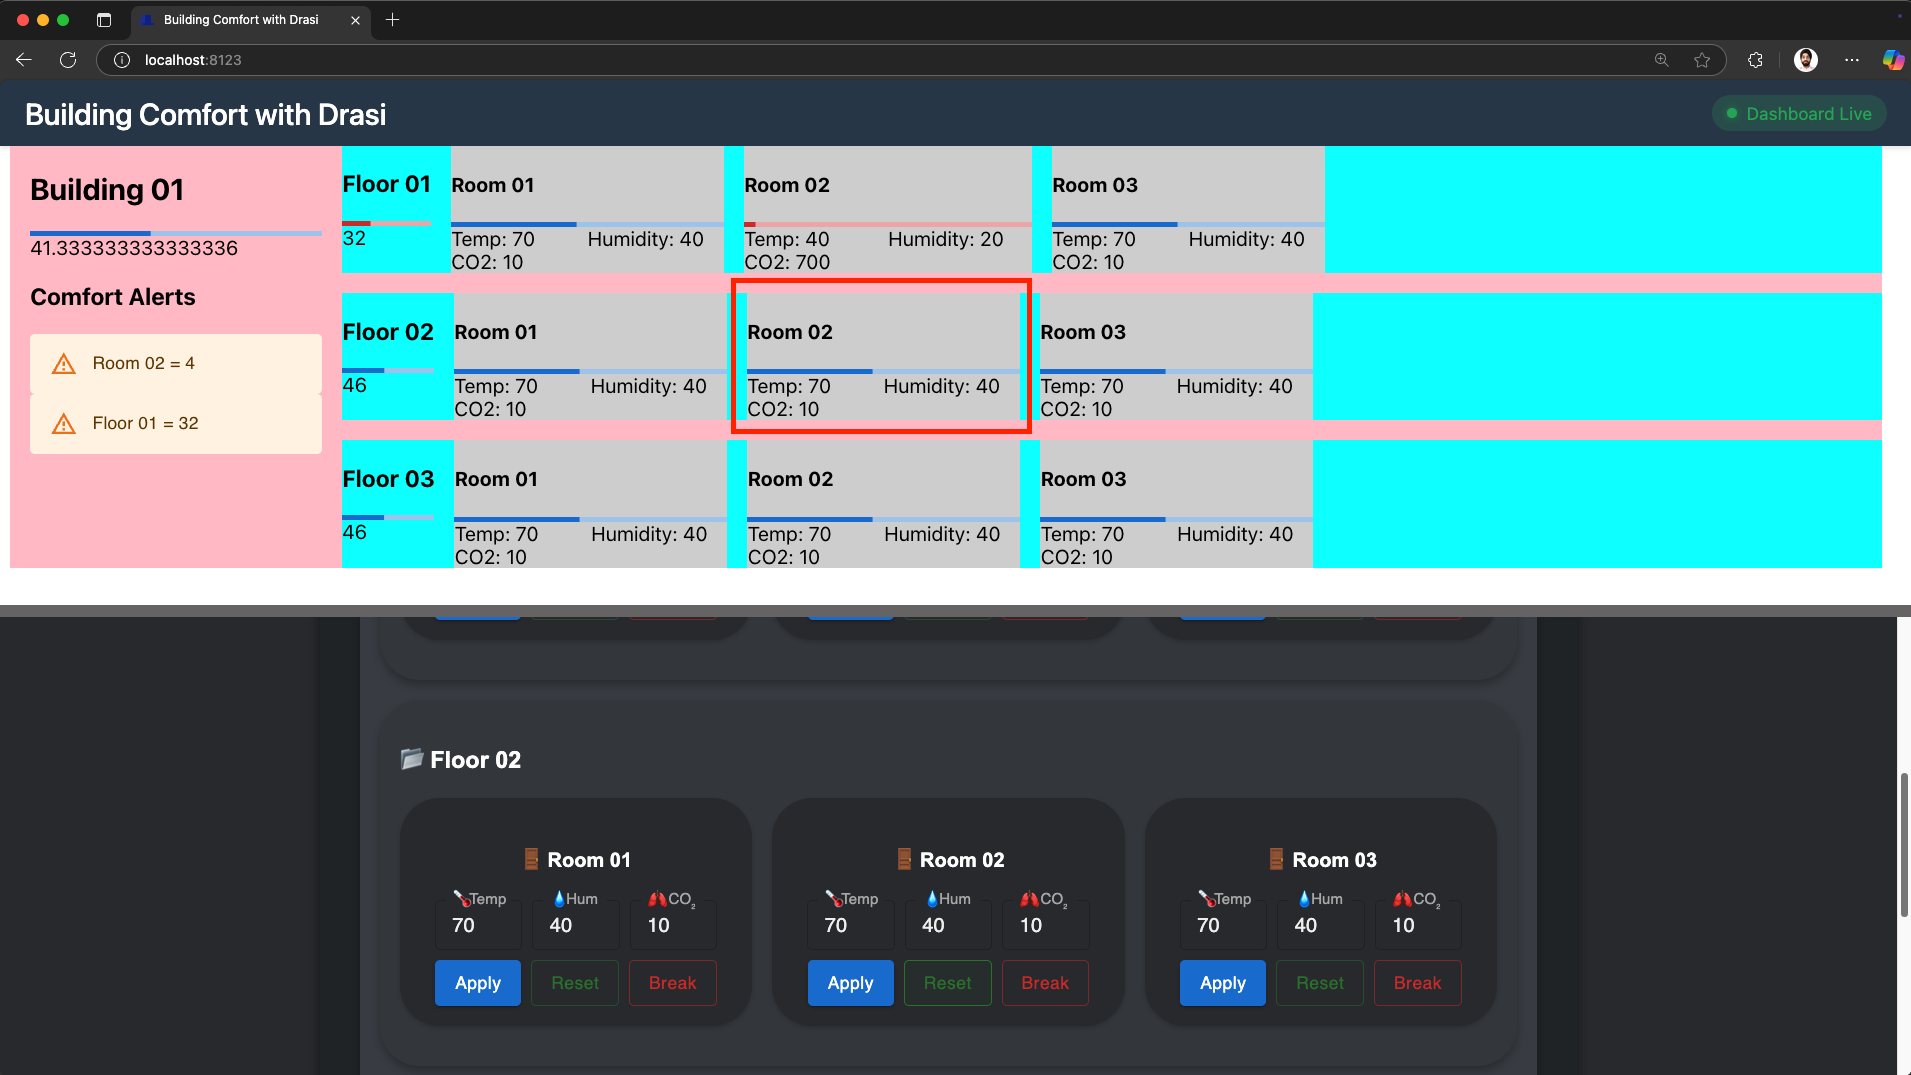 Building Comfort with Drasi
localhost:8123
Building Comfort with Drasi
Dashboard Live
Building 01
41.333333333333336
Comfort Alerts
Room 02 = 4
Floor 01 = 32
Floor 01
32
Room 01
Temp: 70 Humidity: 40
CO2: 10
Room 02
Temp: 40 Humidity: 20
CO2: 700
Room 03
Temp: 70 Humidity: 40
CO2: 10
Floor 02
46
Room 01
Temp: 70 Humidity: 40
CO2: 10
Room 02
Temp: 70 Humidity: 40
CO2: 10
Room 03
Temp: 70 Humidity: 40
CO2: 10
Floor 03
46
Room 01
Temp: 70 Humidity: 40
CO2: 10
Room 02
Temp: 70 Humidity: 40
CO2: 10
Room 03
Temp: 70 Humidity: 40
CO2: 10
Floor 02
Room 01
Temp Hum CO₂
70 40 10
Apply Reset Break
Room 02
Temp Hum CO₂
70 40 10
Apply Reset Break
Room 03
Temp Hum CO₂
70 40 10
Apply Reset Break